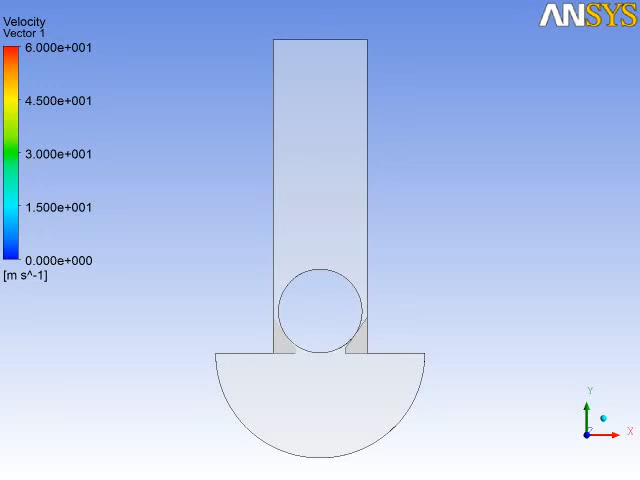 Velocity
Vector 1
ANSYS
6.000e+001
4.500e+001
3.000e+001
1.500e+001
0.000e+000
[m s^-1]
Y
Z
X